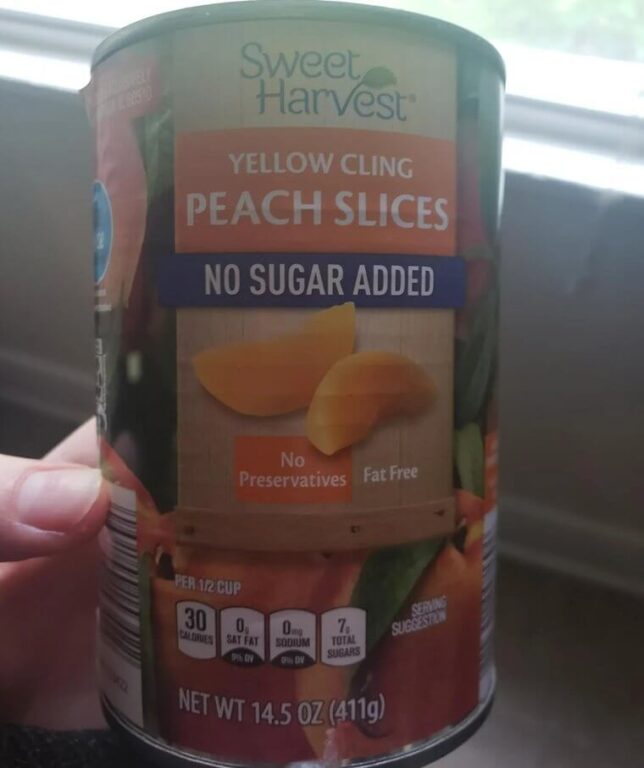 Sweet
Harvest®
YELLOW CLING
PEACH SLICES
NO SUGAR ADDED
No
Preservatives
Fat Free
PER 1/2 CUP
30
CALORIES
0g
SAT FAT
0% DV
0mg
SODIUM
0% DV
7g
TOTAL
SUGARS
SERVING
SUGGESTION
NET WT 14.5 OZ (411g)